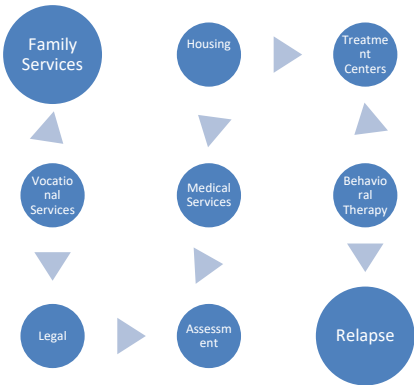 Family
Services
Housing
Treatme
nt
Centers
Vocatio
nal
Services
Medical
Services
Behavio
ral
Therapy
Legal
Assessm
ent
Relapse